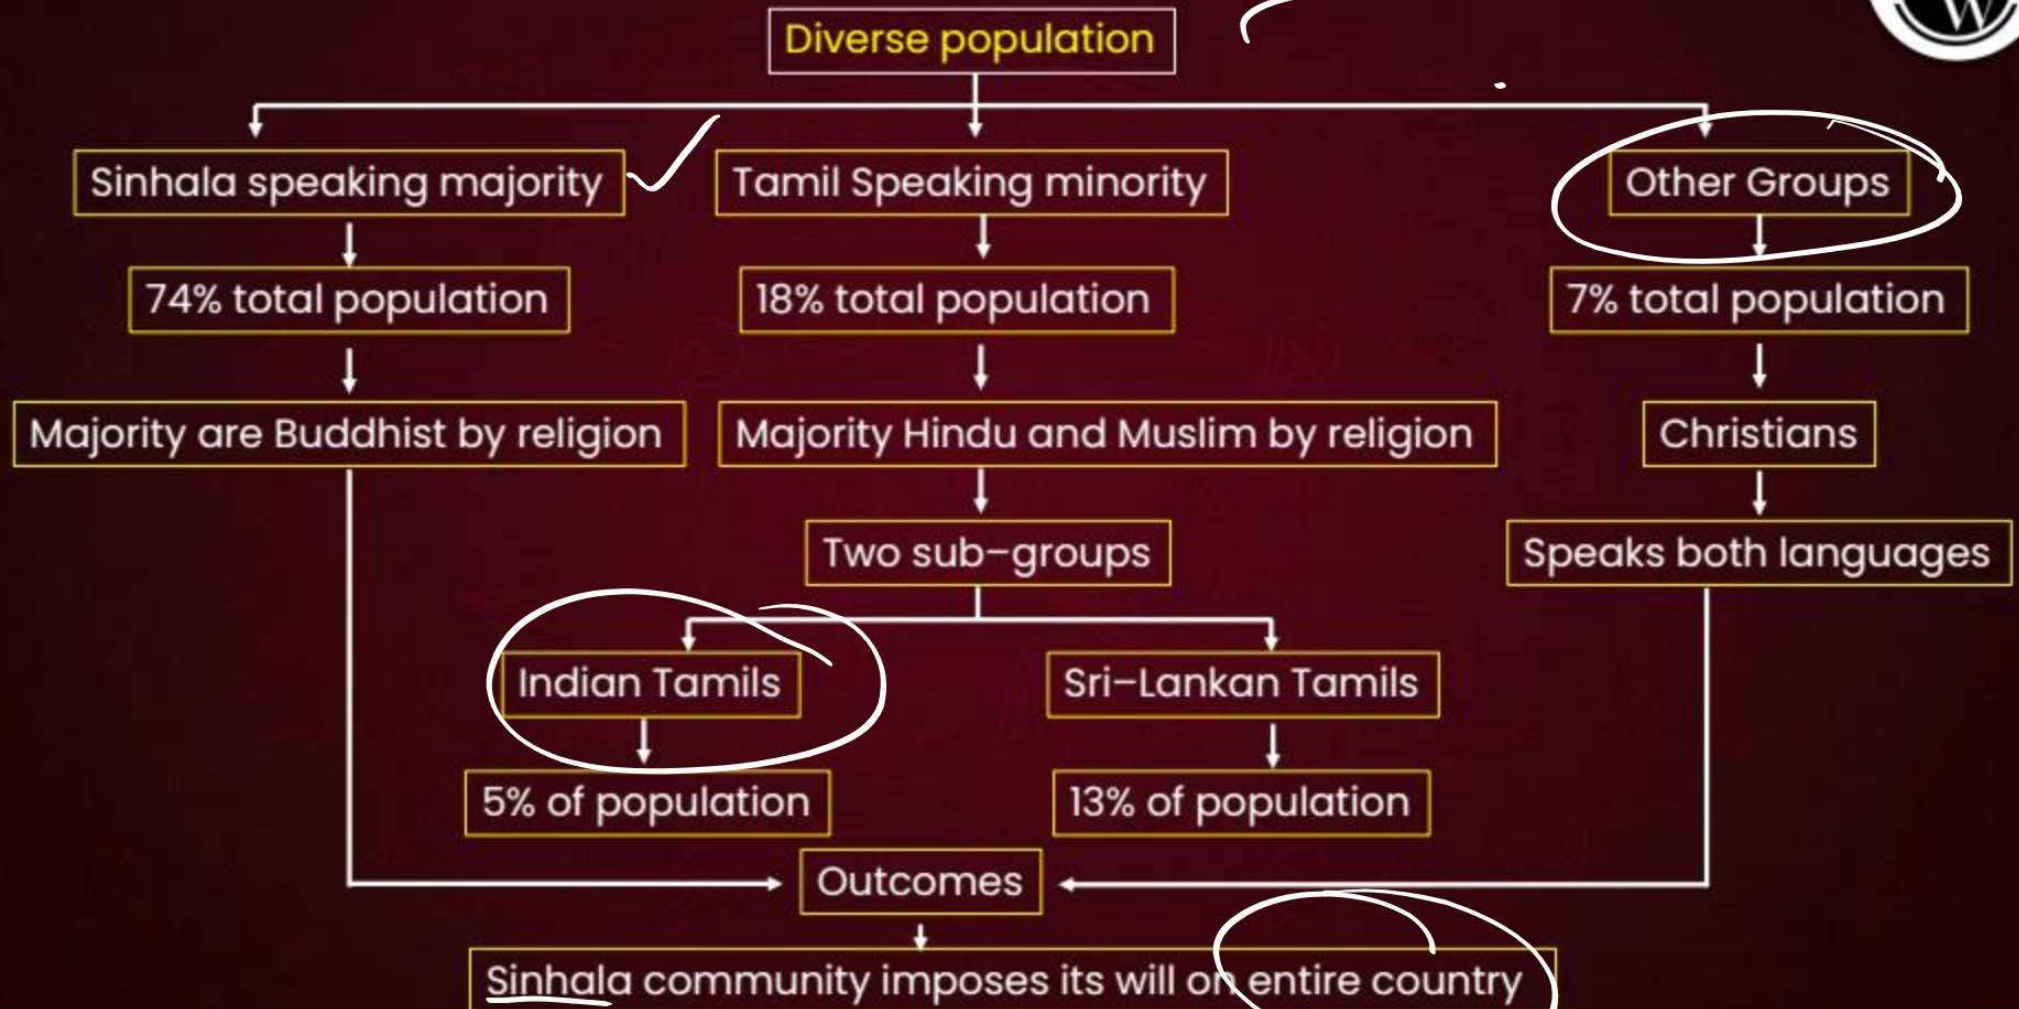 Diverse population
W
Sinhala speaking majority
Tamil Speaking minority
Other Groups
74% total population
18% total population
7% total population
Majority are Buddhist by religion
Majority Hindu and Muslim by religion
Christians
Two sub-groups
Speaks both languages
Indian Tamils
Sri-Lankan Tamils
5% of population
13% of population
Outcomes
Sinhala community imposes its will on entire country